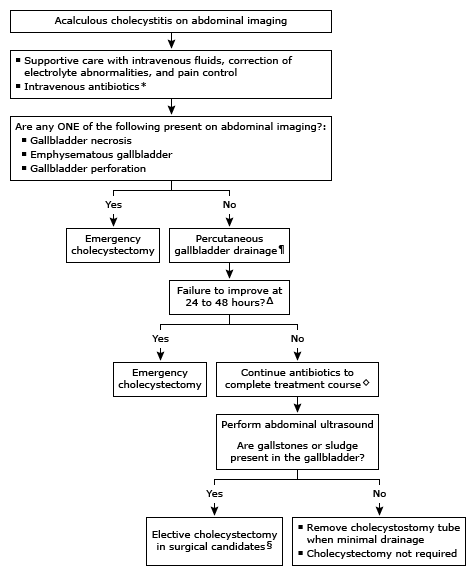 Acalculous cholecystitis on abdominal imaging
▪ Supportive care with intravenous fluids, correction of
electrolyte abnormalities, and pain control
▪ Intravenous antibiotics*
Are any ONE of the following present on abdominal imaging?:
▪ Gallbladder necrosis
▪ Emphysematous gallbladder
▪ Gallbladder perforation
Yes
No
Emergency
cholecystectomy
Percutaneous
gallbladder drainage¶
Failure to improve at
24 to 48 hours?Δ
Yes
No
Emergency
cholecystectomy
Continue antibiotics to
complete treatment course◇
Perform abdominal ultrasound
Are gallstones or sludge
present in the gallbladder?
Yes
No
Elective cholecystectomy
in surgical candidates§
▪ Remove cholecystostomy tube
when minimal drainage
▪ Cholecystectomy not required